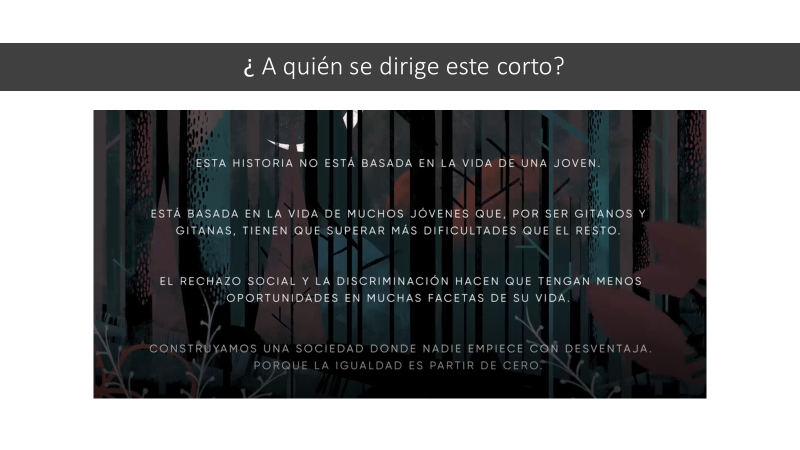 ¿ A quién se dirige este corto?
ESTA HISTORIA NO ESTÁ BASADA EN LA VIDA DE UNA JOVEN.
ESTÁ BASADA EN LA VIDA DE MUCHOS JÓVENES QUE, POR SER GITANOS Y
GITANAS, TIENEN QUE SUPERAR MÁS DIFICULTADES QUE EL RESTO.
EL RECHAZO SOCIAL Y LA DISCRIMINACIÓN HACEN QUE TENGAN MENOS
OPORTUNIDADES EN MUCHAS FACETAS DE SU VIDA.
CONSTRUYAMOS UNA SOCIEDAD DONDE NADIE EMPIECE CON DESVENTAJA.
PORQUE LA IGUALDAD ES PARTIR DE CERO.